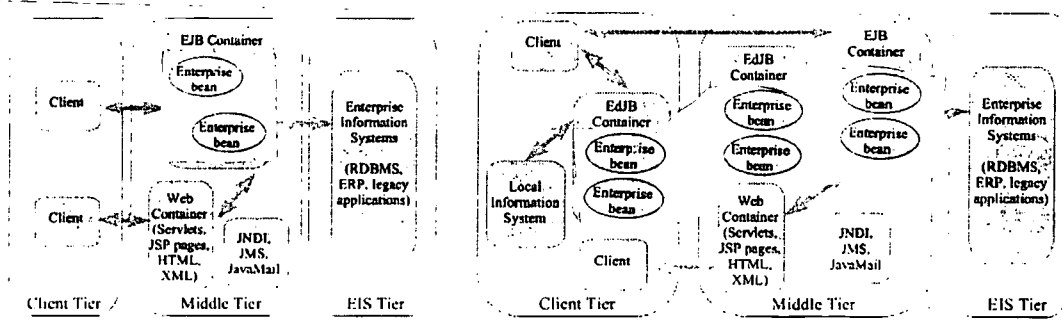 EJB Container
Enterprise
bean
Client
Enterprise
bean
Enterprise
Information
Systems
(RDBMS,
ERP, legacy
applications)
Client
Web
Container
(Servlets,
JSP pages,
HTML,
XML)
JNDI,
JMS,
JavaMail
Client Tier
Middle Tier
EIS Tier
Client
EdJB
Container
Enterprise
bean
Enterprise
bean
Local
Information
System
Client
Client Tier
EdJB
Container
Enterprise
bean
Enterprise
bean
EJB
Container
Enterprise
bean
Enterprise
bean
Web
Container
(Servlets,
JSP pages,
HTML,
XML)
JNDI,
JMS,
JavaMail
Middle Tier
Enterprise
Information
Systems
(RDBMS,
ERP, legacy
applications)
EIS Tier